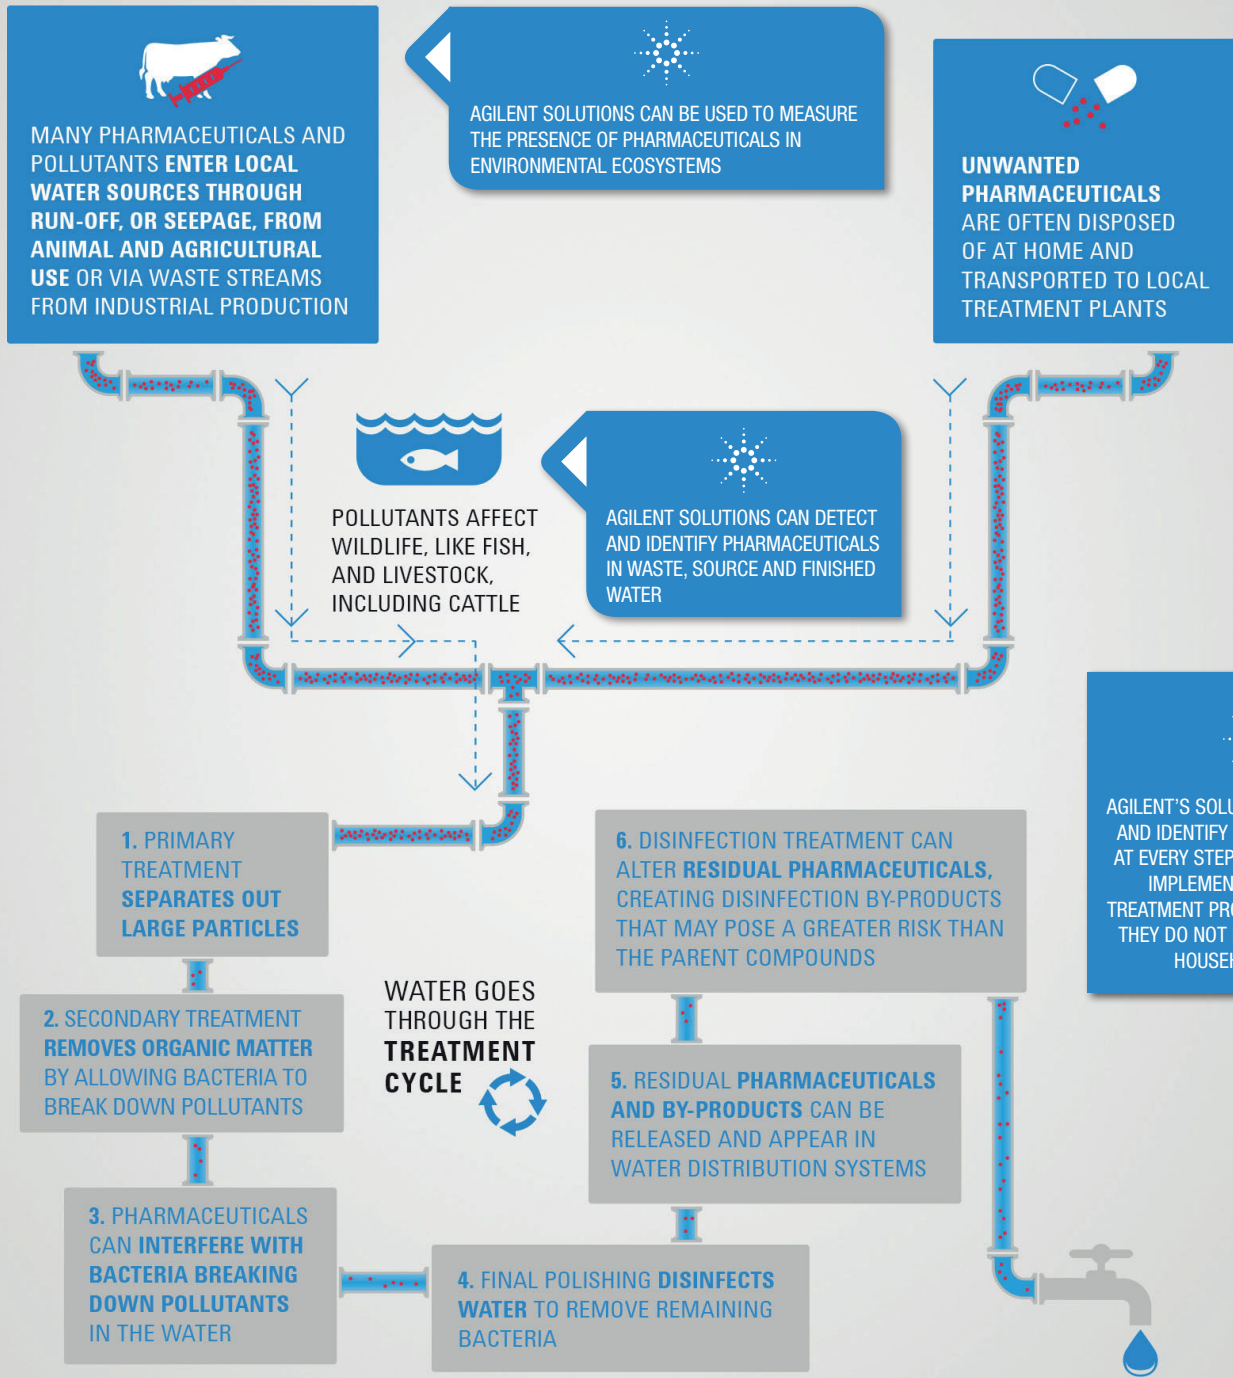 MANY PHARMACEUTICALS AND
POLLUTANTS ENTER LOCAL
WATER SOURCES THROUGH
RUN-OFF, OR SEEPAGE, FROM
ANIMAL AND AGRICULTURAL
USE OR VIA WASTE STREAMS
FROM INDUSTRIAL PRODUCTION
AGILENT SOLUTIONS CAN BE USED TO MEASURE
THE PRESENCE OF PHARMACEUTICALS IN
ENVIRONMENTAL ECOSYSTEMS
UNWANTED
PHARMACEUTICALS
ARE OFTEN DISPOSED
OF AT HOME AND
TRANSPORTED TO LOCAL
TREATMENT PLANTS
POLLUTANTS AFFECT
WILDLIFE, LIKE FISH,
AND LIVESTOCK,
INCLUDING CATTLE
AGILENT SOLUTIONS CAN DETECT
AND IDENTIFY PHARMACEUTICALS
IN WASTE, SOURCE AND FINISHED
WATER
AGILENT'S
AND IDENTIFY
AT EVERY STEP
TREATMENT
THEY DO NOT
1. PRIMARY
TREATMENT
SEPARATES OUT
LARGE PARTICLES
2. SECONDARY TREATMENT
REMOVES ORGANIC MATTER
BY ALLOWING BACTERIA TO
BREAK DOWN POLLUTANTS
3. PHARMACEUTICALS
CAN INTERFERE WITH
BACTERIA BREAKING
DOWN POLLUTANTS
IN THE WATER
WATER GOES
THROUGH THE
TREATMENT
CYCLE
4. FINAL POLISHING DISINFECTS
WATER TO REMOVE REMAINING
BACTERIA
5. RESIDUAL PHARMACEUTICALS
AND BY-PRODUCTS CAN BE
RELEASED AND APPEAR IN
WATER DISTRIBUTION SYSTEMS
6. DISINFECTION TREATMENT CAN
ALTER RESIDUAL PHARMACEUTICALS,
CREATING DISINFECTION BY-PRODUCTS
THAT MAY POSE A GREATER RISK THAN
THE PARENT COMPOUNDS